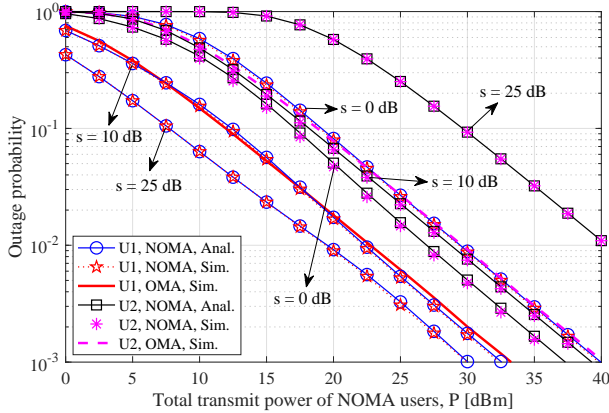 10^0
10^-1
10^-2
10^-3
Outage probability
s = 0 dB
s = 25 dB
s = 10 dB
s = 25 dB
s = 10 dB
s = 0 dB
U1, NOMA, Anal.
U1, NOMA, Sim.
U1, OMA, Sim.
U2, NOMA, Anal.
U2, NOMA, Sim.
U2, OMA, Sim.
0 5 10 15 20 25 30 35 40
Total transmit power of NOMA users, P [dBm]